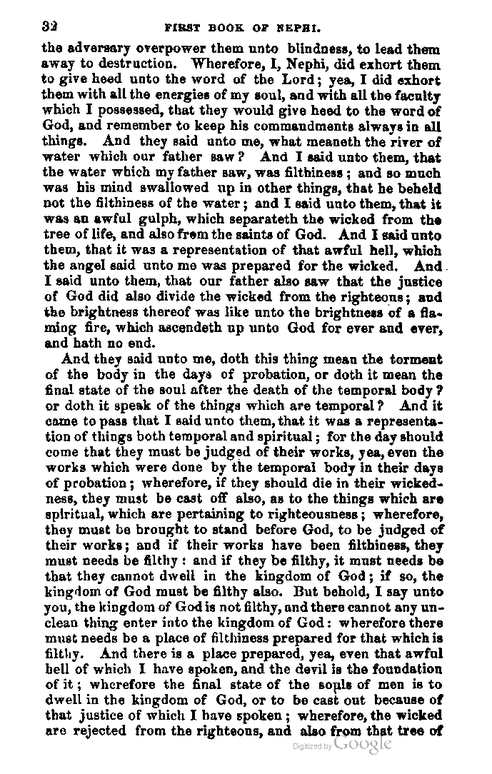 32 FIRST BOOK OF NEPHI.
the adversary overpower them unto blindness, to lead them
away to destruction. Wherefore, I, Nephi, did exhort them
to give heed unto the word of the Lord; yea, I did exhort
them with all the energies of my soul, and with all the faculty
which I possessed, that they would give heed to the word of
God, and remember to keep his commandments always in all
things. And they said unto me, what meaneth the river of
water which our father saw? And I said unto them, that
the water which my father saw, was filthiness; and so much
was his mind swallowed up in other things, that he beheld
not the filthiness of the water; and I said unto them, that it
was an awful gulph, which separateth the wicked from the
tree of life, and also from the saints of God. And I said unto
them, that it was a representation of that awful hell, which
the angel said unto me was prepared for the wicked. And
I said unto them, that our father also saw that the justice
of God did also divide the wicked from the righteous; and
the brightness thereof was like unto the brightness of a fla-
ming fire, which ascendeth up unto God for ever and ever,
and hath no end.
And they said unto me, doth this thing mean the torment
of the body in the days of probation, or doth it mean the
final state of the soul after the death of the temporal body?
or doth it speak of the things which are temporal? And it
came to pass that I said unto them, that it was a representa-
tion of things both temporal and spiritual; for the day should
come that they must be judged of their works, yea, even the
works which were done by the temporal body in their days
of probation; wherefore, if they should die in their wicked-
ness, they must be cast off also, as to the things which are
spiritual, which are pertaining to righteousness; wherefore,
they must be brought to stand before God, to be judged of
their works; and if their works have been filthiness, they
must needs be filthy: and if they be filthy, it must needs be
that they cannot dwell in the kingdom of God; if so, the
kingdom of God must be filthy also. But behold, I say unto
you, the kingdom of God is not filthy, and there cannot any un-
clean thing enter into the kingdom of God: wherefore there
must needs be a place of filthiness prepared for that which is
filthy. And there is a place prepared, yea, even that awful
hell of which I have spoken, and the devil is the foundation
of it; wherefore the final state of the souls of men is to
dwell in the kingdom of God, or to be cast out because of
that justice of which I have spoken; wherefore, the wicked
are rejected from the righteous, and also from that tree of
Digitized by Google